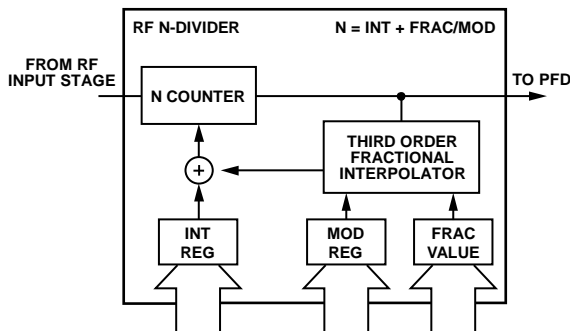 RF N-DIVIDER
N = INT + FRAC/MOD
FROM RF
INPUT STAGE
TO PFD
N COUNTER
THIRD ORDER
FRACTIONAL
INTERPOLATOR
+
INT
REG
MOD
REG
FRAC
VALUE